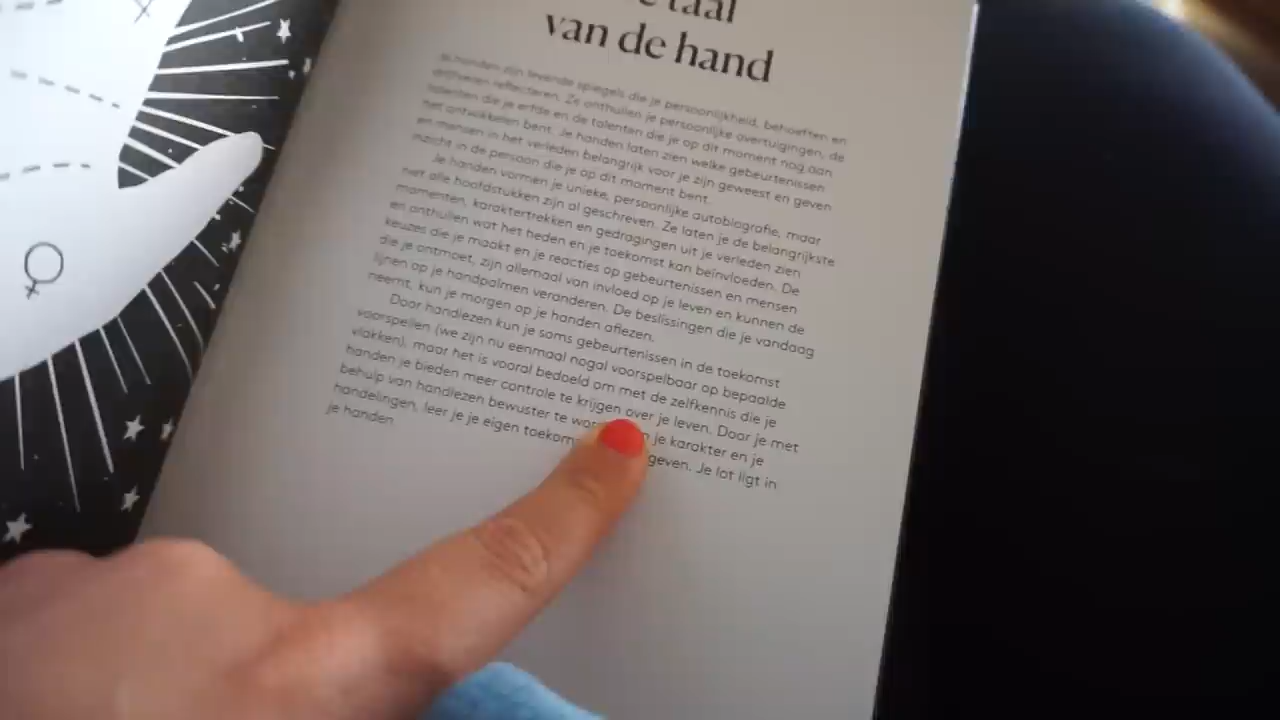 taal
van de hand
Je handen zijn levende spiegels die je persoonlijkheid, behoeften en
drijfveren reflecteren. Ze onthullen je persoonlijke overtuigingen, de
talenten die je erfde en de talenten die je op dit moment nog aan
het ontwikkelen bent. Je handen laten zien welke gebeurtenissen
en mensen in het verleden belangrijk voor je zijn geweest en geven
inzicht in de persoon die je op dit moment bent.
Je handen vormen je unieke, persoonlijke autobiografie, maar
niet alle hoofdstukken zijn al geschreven. Ze laten je de belangrijkste
momenten, karaktertrekken en gedragingen uit je verleden zien
en onthullen wat het heden en je toekomst kan beïnvloeden. De
keuzes die je maakt en je reacties op gebeurtenissen en mensen
die je ontmoet, zijn allemaal van invloed op je leven en kunnen de
lijnen op je handpalmen veranderen. De beslissingen die je vandaag
neemt, kun je morgen op je handen aflezen.
Door handlezen kun je soms gebeurtenissen in de toekomst
voorspellen (we zijn nu eenmaal nogal voorspelbaar op bepaalde
vlakken), maar het is vooral bedoeld om met de zelfkennis die je
handen je bieden meer controle te krijgen over je leven. Door je met
behulp van handlezen bewuster te je karakter en je
handelingen, leer je je eigen geven. Je lot ligt in
je handen.